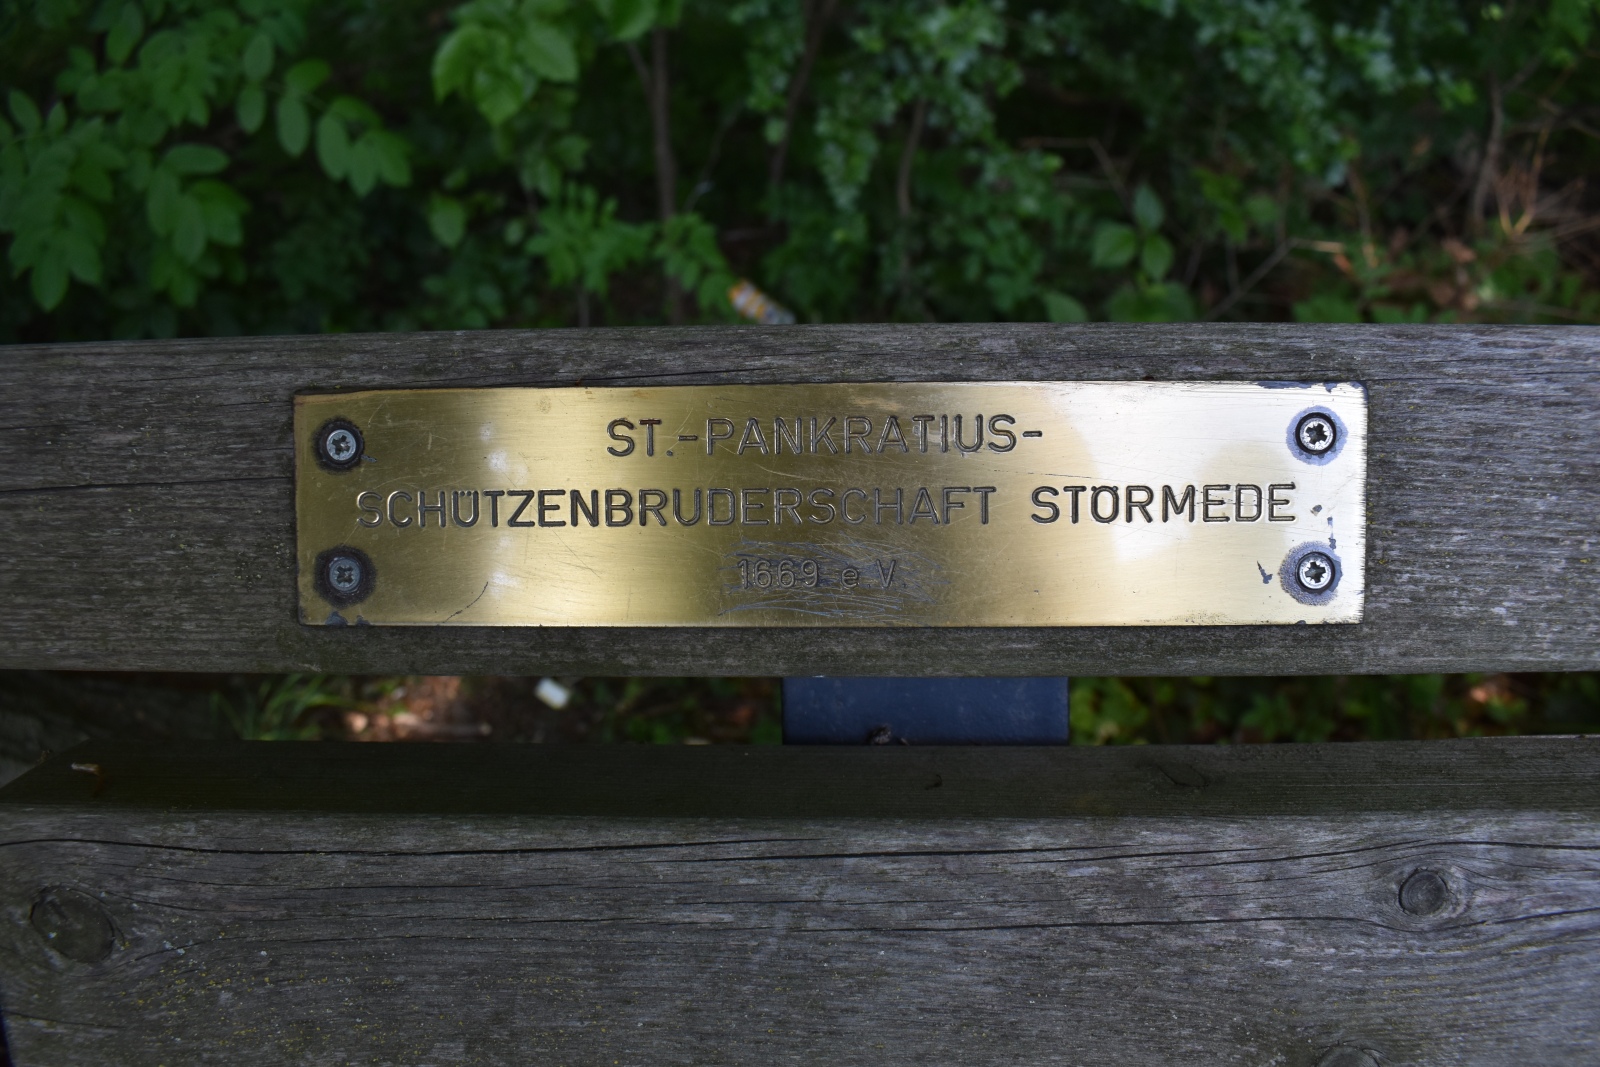 ST.-PANKRATIUS-
SCHÜTZENBRUDERSCHAFT STÖRMEDE
1669 e.V.